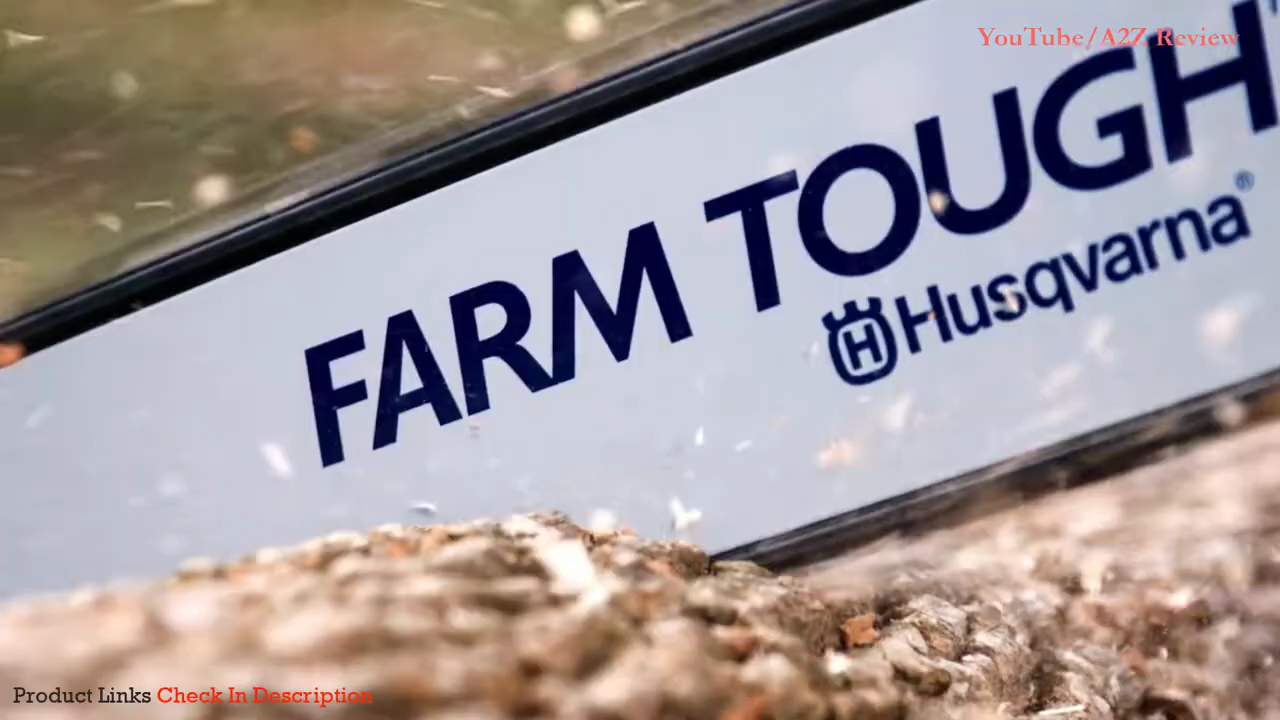 YouTube/A2Z Review
FARM TOUGH
Husqvarna®
Product Links Check In Description